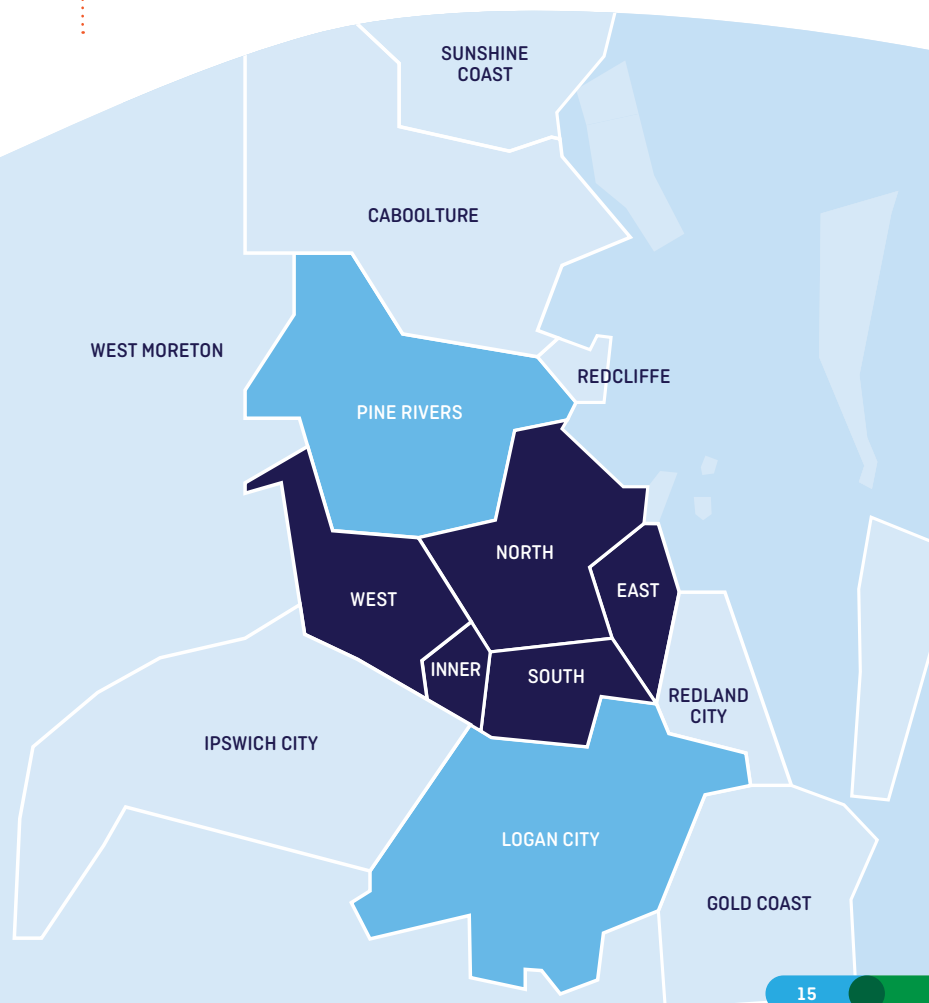 SUNSHINE
COAST
CABOOLTURE
WEST MORETON
REDCLIFFE
PINE RIVERS
NORTH
EAST
WEST
INNER
SOUTH
REDLAND
CITY
IPSWICH CITY
LOGAN CITY
GOLD COAST
15